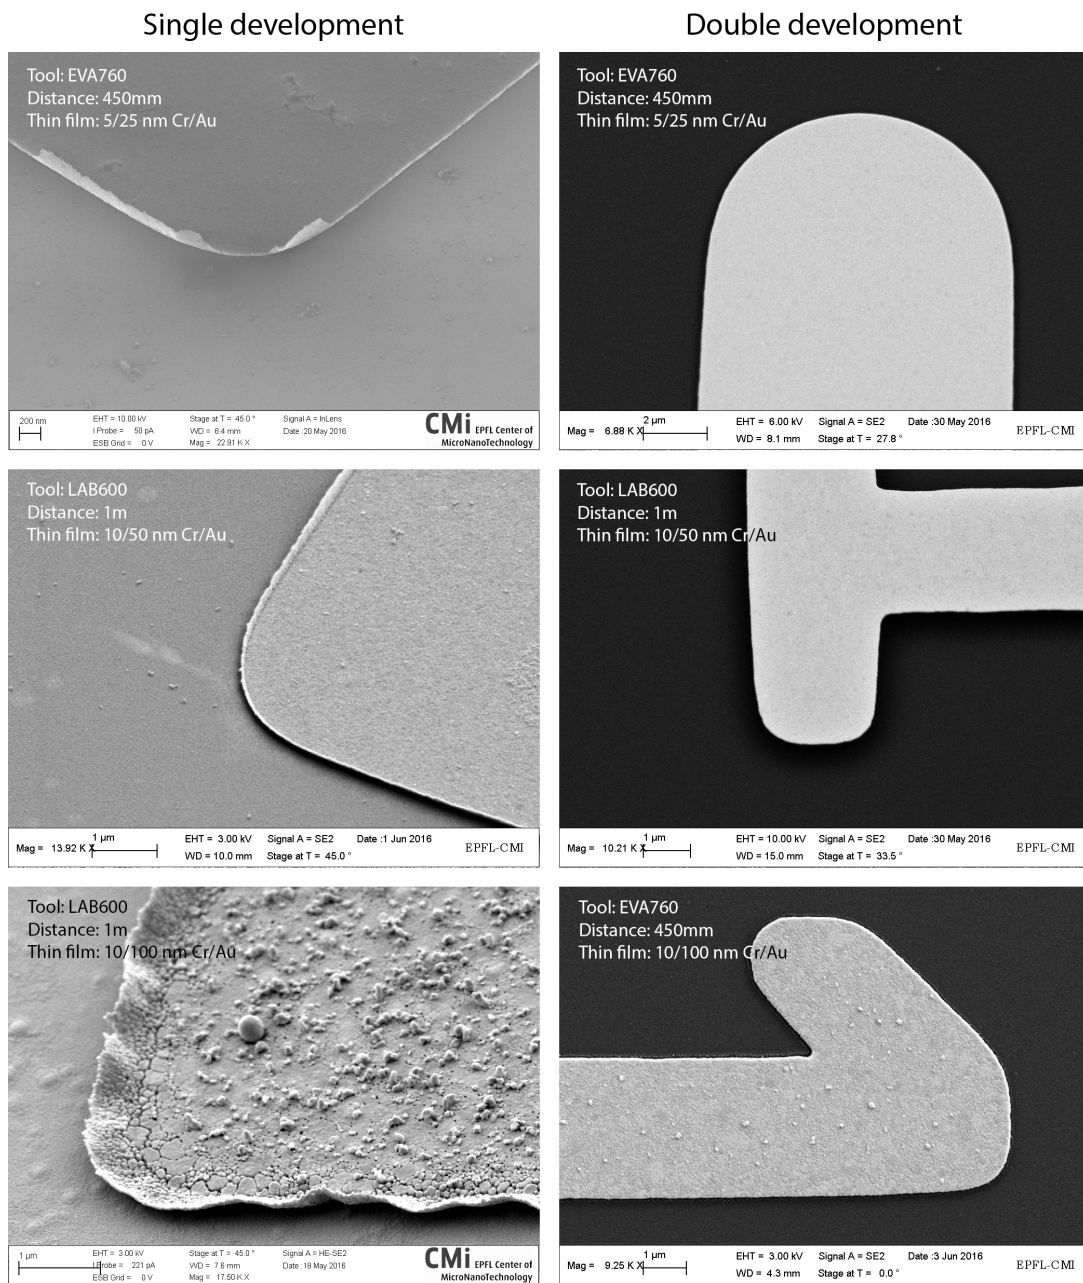 Single development
Double development
Tool: EVA760
Distance: 450mm
Thin film: 5/25 nm Cr/Au
200 nm
EHT = 10.00 kV
I Probe = 50 pA
ESB Grid = 0 V
Stage at T = 45.0 °
WD = 6.4 mm
Mag = 22.91 K X
Signal A = InLens
Date :20 May 2016
CMi EPFL Center of
MicroNanoTechnology
Tool: EVA760
Distance: 450mm
Thin film: 5/25 nm Cr/Au
Mag = 6.88 K X
2 µm
EHT = 6.00 kV
WD = 8.1 mm
Signal A = SE2
Stage at T = 27.8 °
Date :30 May 2016
EPFL-CMI
Tool: LAB600
Distance: 1m
Thin film: 10/50 nm Cr/Au
Mag = 13.92 K X
1 µm
EHT = 3.00 kV
WD = 10.0 mm
Signal A = SE2
Stage at T = 45.0 °
Date :1 Jun 2016
EPFL-CMI
Tool: LAB600
Distance: 1m
Thin film: 10/50 nm Cr/Au
Mag = 10.21 K X
1 µm
EHT = 10.00 kV
WD = 15.0 mm
Signal A = SE2
Stage at T = 33.5 °
Date :30 May 2016
EPFL-CMI
Tool: LAB600
Distance: 1m
Thin film: 10/100 nm Cr/Au
1 µm
EHT = 3.00 kV
I Probe = 221 pA
ESB Grid = 0 V
Stage at T = 45.0 °
WD = 7.6 mm
Mag = 17.50 K X
Signal A = HE-SE2
Date :18 May 2016
CMi EPFL Center of
MicroNanoTechnology
Tool: EVA760
Distance: 450mm
Thin film: 10/100 nm Cr/Au
Mag = 9.25 K X
1 µm
EHT = 3.00 kV
WD = 4.3 mm
Signal A = SE2
Stage at T = 0.0 °
Date :3 Jun 2016
EPFL-CMI